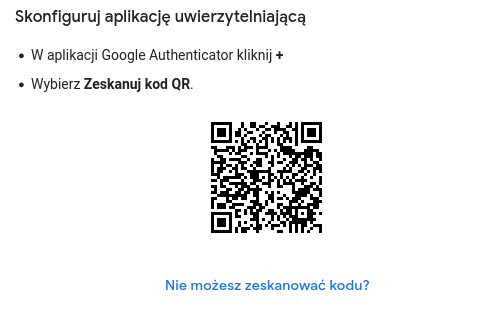 Skonfiguruj aplikację uwierzytelniającą
W aplikacji Google Authenticator kliknij +
Wybierz Zeskanuj kod QR.
Nie możesz zeskanować kodu?